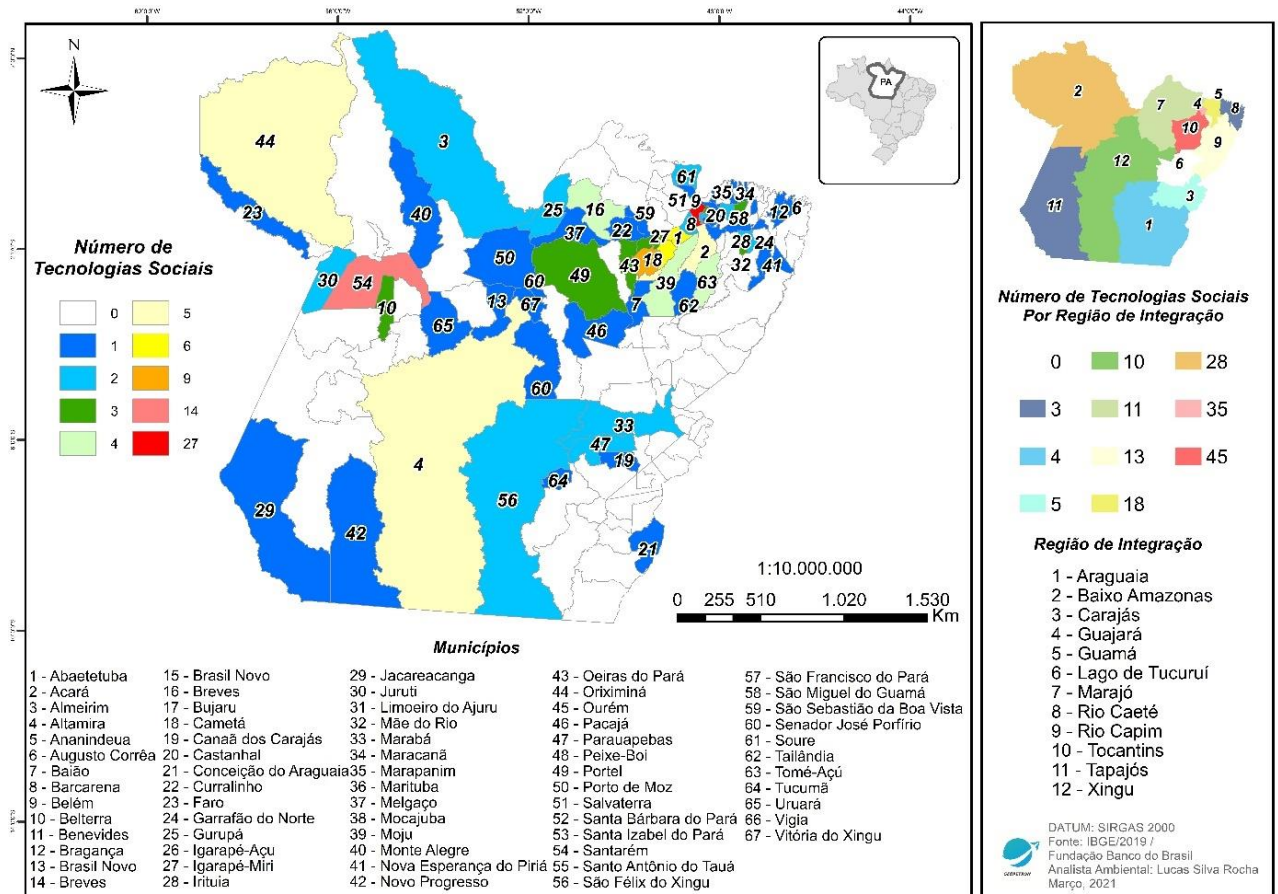 N
PA
44
3
23
40
30
54
10
65
25
16
37
50
49
60
13
67
46
59
22
43
27
18
1
39
7
62
2
63
61
51
9
8
35
34
20
58
12
6
28
24
32
41
60
4
56
33
47
19
64
29
42
21
Número de
Tecnologias Sociais
0
1
2
3
4
5
6
9
14
27
1:10.000.000
0 255 510 1.020 1.530
Km
Municípios
1 - Abaetetuba
2 - Acará
3 - Almeirim
4 - Altamira
5 - Ananindeua
6 - Augusto Corrêa
7 - Baião
8 - Barcarena
9 - Belém
10 - Belterra
11 - Benevides
12 - Bragança
13 - Brasil Novo
14 - Breves
15 - Brasil Novo
16 - Breves
17 - Bujaru
18 - Cametá
19 - Canaã dos Carajás
20 - Castanhal
21 - Conceição do Araguaia
22 - Curralinho
23 - Faro
24 - Garrafão do Norte
25 - Gurupá
26 - Igarapé-Açu
27 - Igarapé-Miri
28 - Irituia
29 - Jacareacanga
30 - Juruti
31 - Limoeiro do Ajuru
32 - Mãe do Rio
33 - Marabá
34 - Maracanã
35 - Marapanim
36 - Marituba
37 - Melgaço
38 - Mocajuba
39 - Moju
40 - Monte Alegre
41 - Nova Esperança do Piriá
42 - Novo Progresso
43 - Oeiras do Pará
44 - Oriximiná
45 - Ourém
46 - Pacajá
47 - Parauapebas
48 - Peixe-Boi
49 - Portel
50 - Porto de Moz
51 - Salvaterra
52 - Santa Bárbara do Pará
53 - Santa Izabel do Pará
54 - Santarém
55 - Santo Antônio do Tauá
56 - São Félix do Xingu
57 - São Francisco do Pará
58 - São Miguel do Guamá
59 - São Sebastião da Boa Vista
60 - Senador José Porfírio
61 - Soure
62 - Tailândia
63 - Tomé-Açú
64 - Tucumã
65 - Uruará
66 - Vigia
67 - Vitória do Xingu
2
7
4
5
8
10
9
12
6
11
3
1
Número de Tecnologias Sociais
Por Região de Integração
0 10 28
3 11 35
4 13 45
5 18
Região de Integração
1 - Araguaia
2 - Baixo Amazonas
3 - Carajás
4 - Guajará
5 - Guamá
6 - Lago de Tucuruí
7 - Marajó
8 - Rio Caeté
9 - Rio Capim
10 - Tocantins
11 - Tapajós
12 - Xingu
DATUM: SIRGAS 2000
Fonte: IBGE/2019 /
Fundação Banco do Brasil
Analista Ambiental: Lucas Silva Rocha
Março, 2021